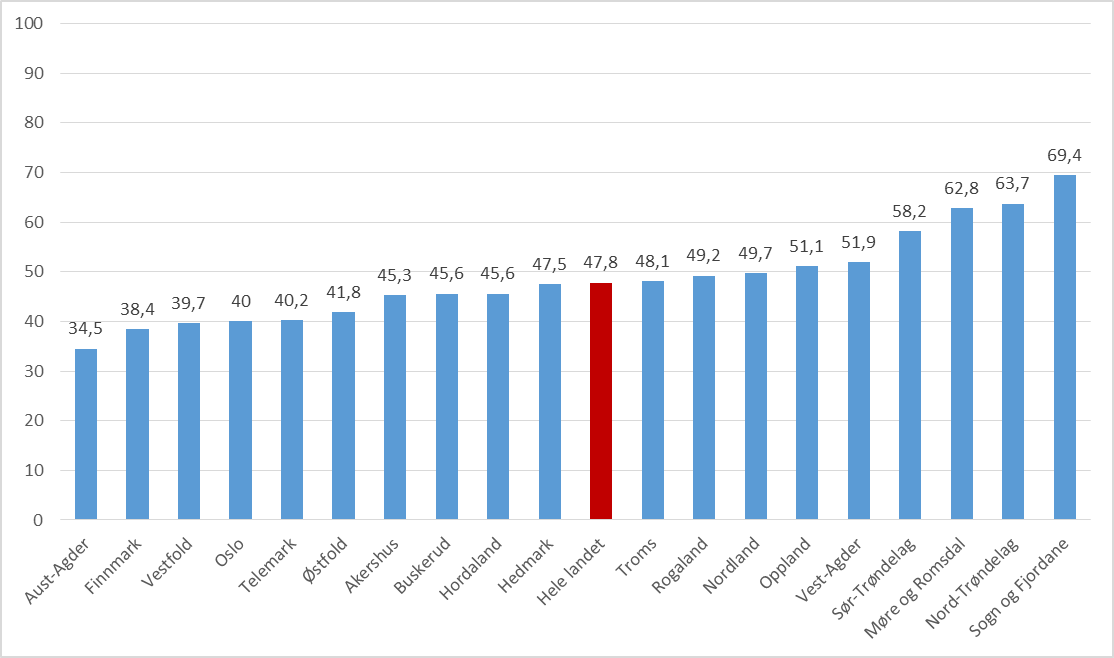 100
90
80
70
60
50
40
30
20
10
0
34,5
38,4
39,7
40
40,2
41,8
45,3
45,6
45,6
47,5
47,8
48,1
49,2
49,7
51,1
51,9
58,2
62,8
63,7
69,4
Aust-Agder
Finnmark
Vestfold
Oslo
Telemark
Østfold
Akershus
Buskerud
Hordaland
Hedmark
Hele landet
Troms
Rogaland
Nordland
Oppland
Vest-Agder
Sør-Trøndelag
Møre og Romsdal
Nord-Trøndelag
Sogn og Fjordane